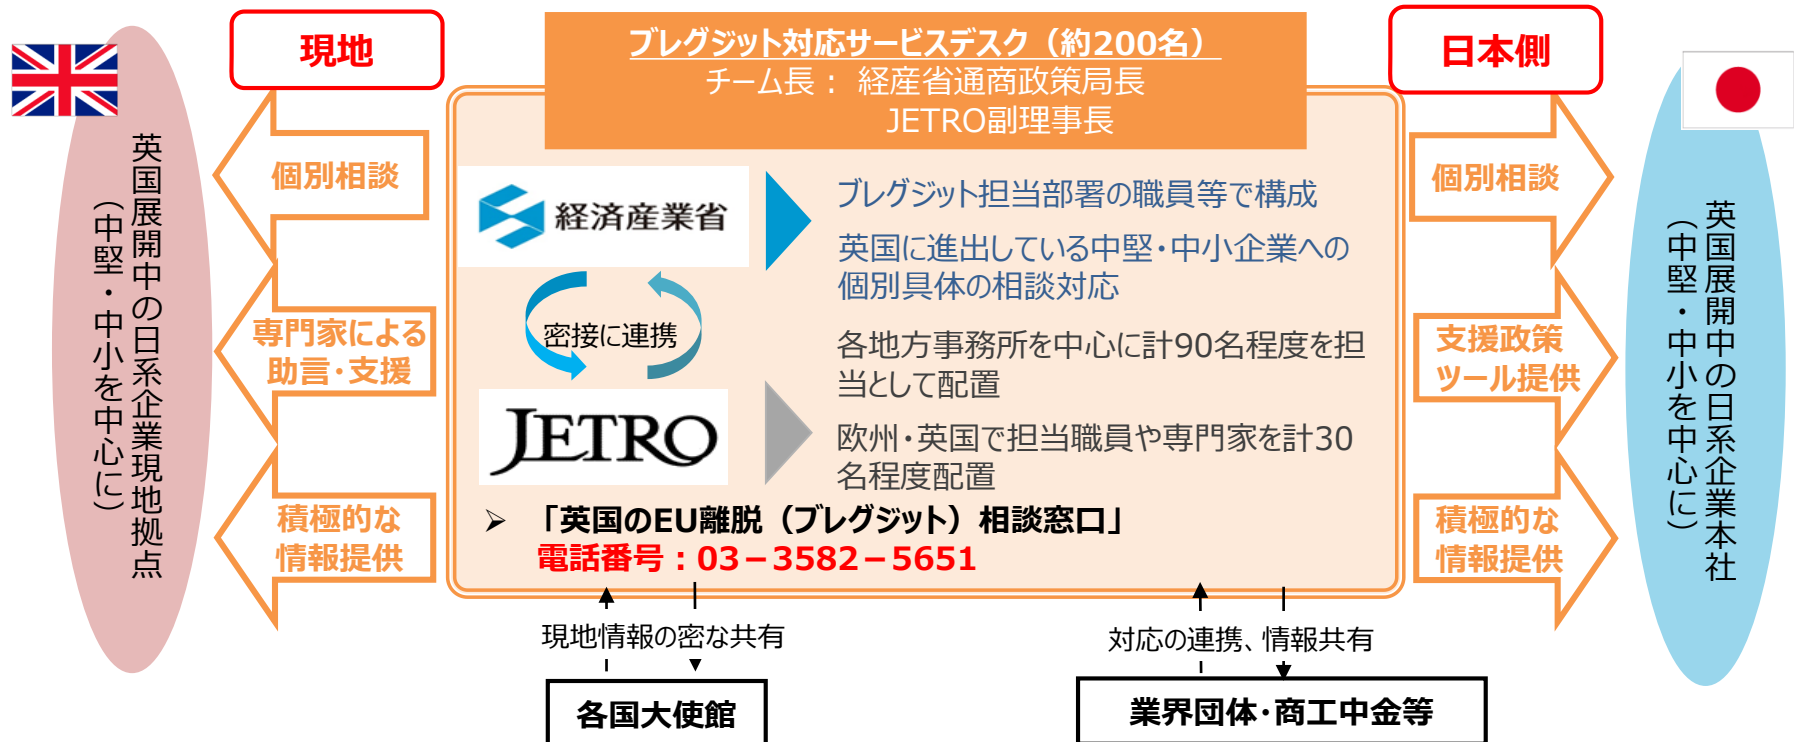 現地
ブレグジット対応サービスデスク（約200名）
チーム長： 経産省通商政策局長
JETRO副理事長
日本側
英国展開中の日系企業現地拠点
（中堅・中小を中心に）
個別相談
専門家による
助言・支援
積極的な
情報提供
経済産業省
密接に連携
JETRO
ブレグジット担当部署の職員等で構成
英国に進出している中堅・中小企業への
個別具体の相談対応
各地方事務所を中心に計90名程度を担
当として配置
欧州・英国で担当職員や専門家を計30
名程度配置
➢ 「英国のEU離脱（ブレグジット）相談窓口」
電話番号：03－3582－5651
個別相談
支援政策
ツール提供
積極的な
情報提供
英国展開中の日系企業本社
（中堅・中小を中心に）
現地情報の密な共有
対応の連携、情報共有
各国大使館
業界団体・商工中金等